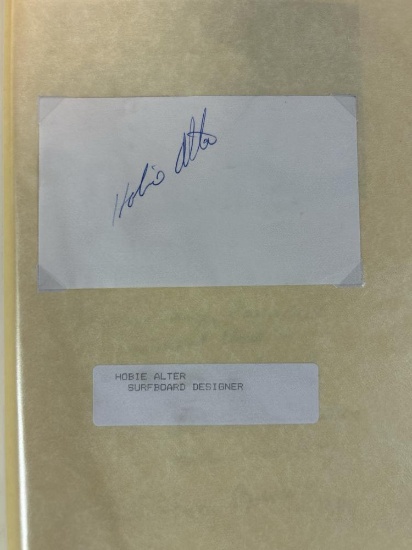 Hobie Alter
HOBIE ALTER
SURFBOARD DESIGNER